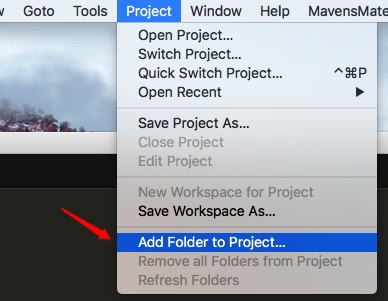 Goto Tools Project Window Help MavensMate
Open Project...
Switch Project...
Quick Switch Project... ^⌘P
Open Recent ▶
Save Project As...
Close Project
Edit Project
New Workspace for Project
Save Workspace As...
Add Folder to Project...
Remove all Folders from Project
Refresh Folders